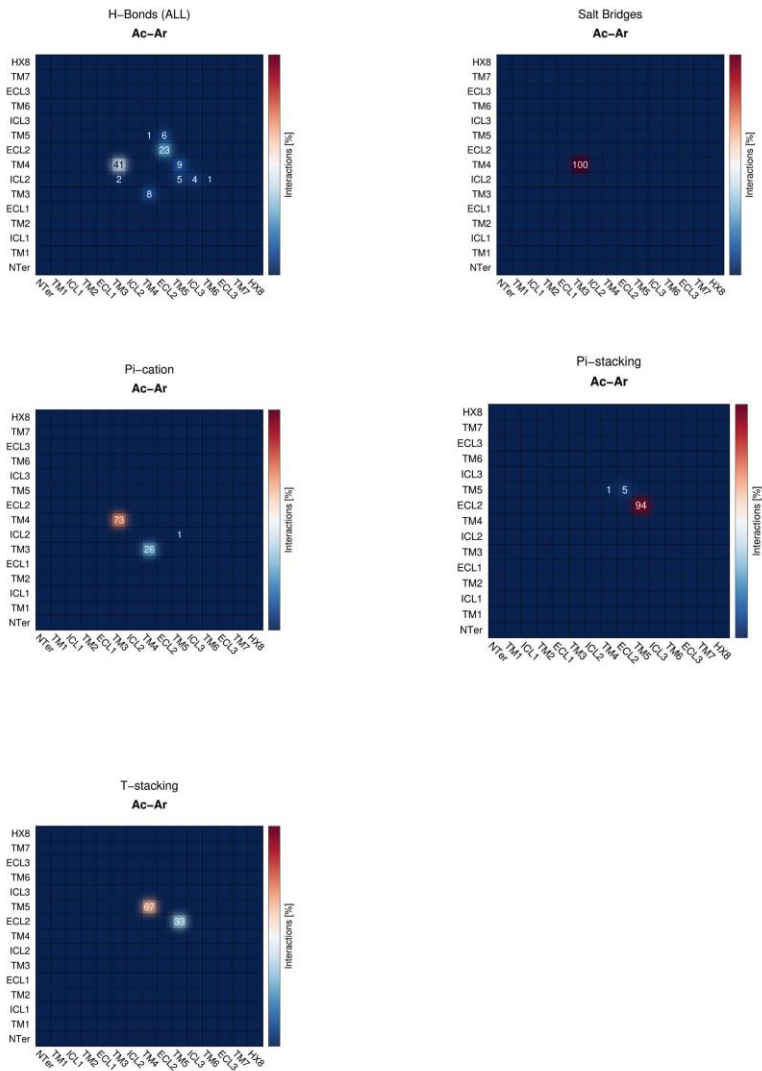 H-Bonds (ALL)
Ac-Ar
HX8
TM7
ECL3
TM6
ICL3
TM5
ECL2
TM4
ICL2
TM3
ECL1
TM2
ICL1
TM1
NTer
1 6
23
41 9
2 5 4 1
8
NTer TM1 ICL1 TM2 ECL1 TM3 ICL2 TM4 ECL2 TM5 ICL3 TM6 ECL3 TM7 HX8
Interactions [%]
Salt Bridges
Ac-Ar
HX8
TM7
ECL3
TM6
ICL3
TM5
ECL2
TM4
ICL2
TM3
ECL1
TM2
ICL1
TM1
NTer
100
NTer TM1 ICL1 TM2 ECL1 TM3 ICL2 TM4 ECL2 TM5 ICL3 TM6 ECL3 TM7 HX8
Interactions [%]
Pi-cation
Ac-Ar
HX8
TM7
ECL3
TM6
ICL3
TM5
ECL2
TM4
ICL2
TM3
ECL1
TM2
ICL1
TM1
NTer
73
1
26
NTer TM1 ICL1 TM2 ECL1 TM3 ICL2 TM4 ECL2 TM5 ICL3 TM6 ECL3 TM7 HX8
Interactions [%]
Pi-stacking
Ac-Ar
HX8
TM7
ECL3
TM6
ICL3
TM5
ECL2
TM4
ICL2
TM3
ECL1
TM2
ICL1
TM1
NTer
1 5
94
NTer TM1 ICL1 TM2 ECL1 TM3 ICL2 TM4 ECL2 TM5 ICL3 TM6 ECL3 TM7 HX8
Interactions [%]
T-stacking
Ac-Ar
HX8
TM7
ECL3
TM6
ICL3
TM5
ECL2
TM4
ICL2
TM3
ECL1
TM2
ICL1
TM1
NTer
67
33
NTer TM1 ICL1 TM2 ECL1 TM3 ICL2 TM4 ECL2 TM5 ICL3 TM6 ECL3 TM7 HX8
Interactions [%]